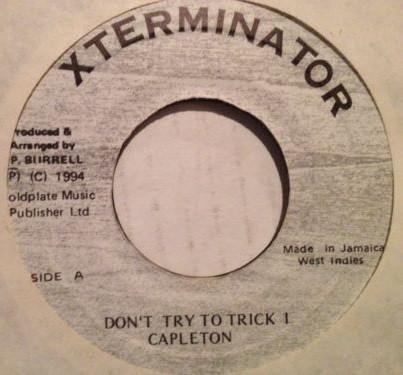 XTERMINATOR
roduced &
Arranged by
P. BURRELL
P) (C) 1994
oldplate Music
Publisher Ltd
Made in Jamaica
West Indies
SIDE A
DON'T TRY TO TRICK I
CAPLETON